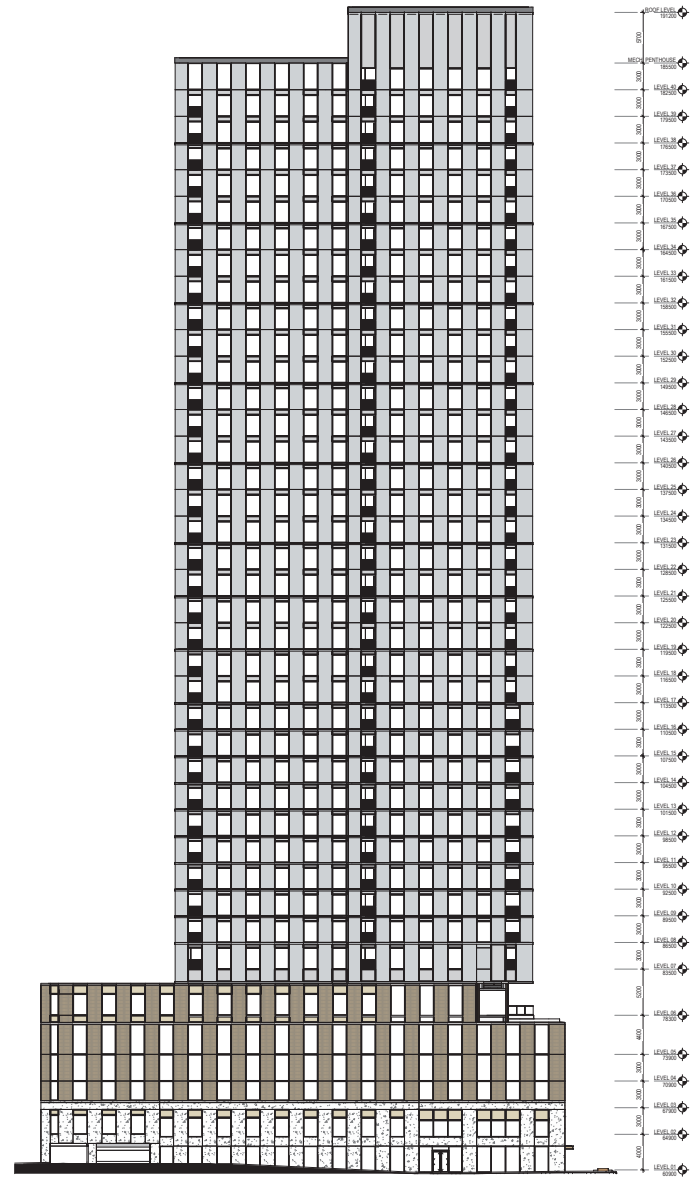 ROOF LEVEL
191200
5700
MECH. PENTHOUSE
185500
3000
LEVEL 40
182500
3000
LEVEL 39
179500
3000
LEVEL 38
176500
3000
LEVEL 37
173500
3000
LEVEL 36
170500
3000
LEVEL 35
167500
3000
LEVEL 34
164500
3000
LEVEL 33
161500
3000
LEVEL 32
158500
3000
LEVEL 31
155500
3000
LEVEL 30
152500
3000
LEVEL 29
149500
3000
LEVEL 28
146500
3000
LEVEL 27
143500
3000
LEVEL 26
140500
3000
LEVEL 25
137500
3000
LEVEL 24
134500
3000
LEVEL 23
131500
3000
LEVEL 22
128500
3000
LEVEL 21
125500
3000
LEVEL 20
122500
3000
LEVEL 19
119500
3000
LEVEL 18
116500
3000
LEVEL 17
113500
3000
LEVEL 16
110500
3000
LEVEL 15
107500
3000
LEVEL 14
104500
3000
LEVEL 13
101500
3000
LEVEL 12
98500
3000
LEVEL 11
95500
3000
LEVEL 10
92500
3000
LEVEL 09
89500
3000
LEVEL 08
86500
3000
LEVEL 07
83500
5200
LEVEL 06
78300
4400
LEVEL 05
73900
3000
LEVEL 04
70900
3000
LEVEL 03
67900
3000
LEVEL 02
64900
4000
LEVEL 01
60900